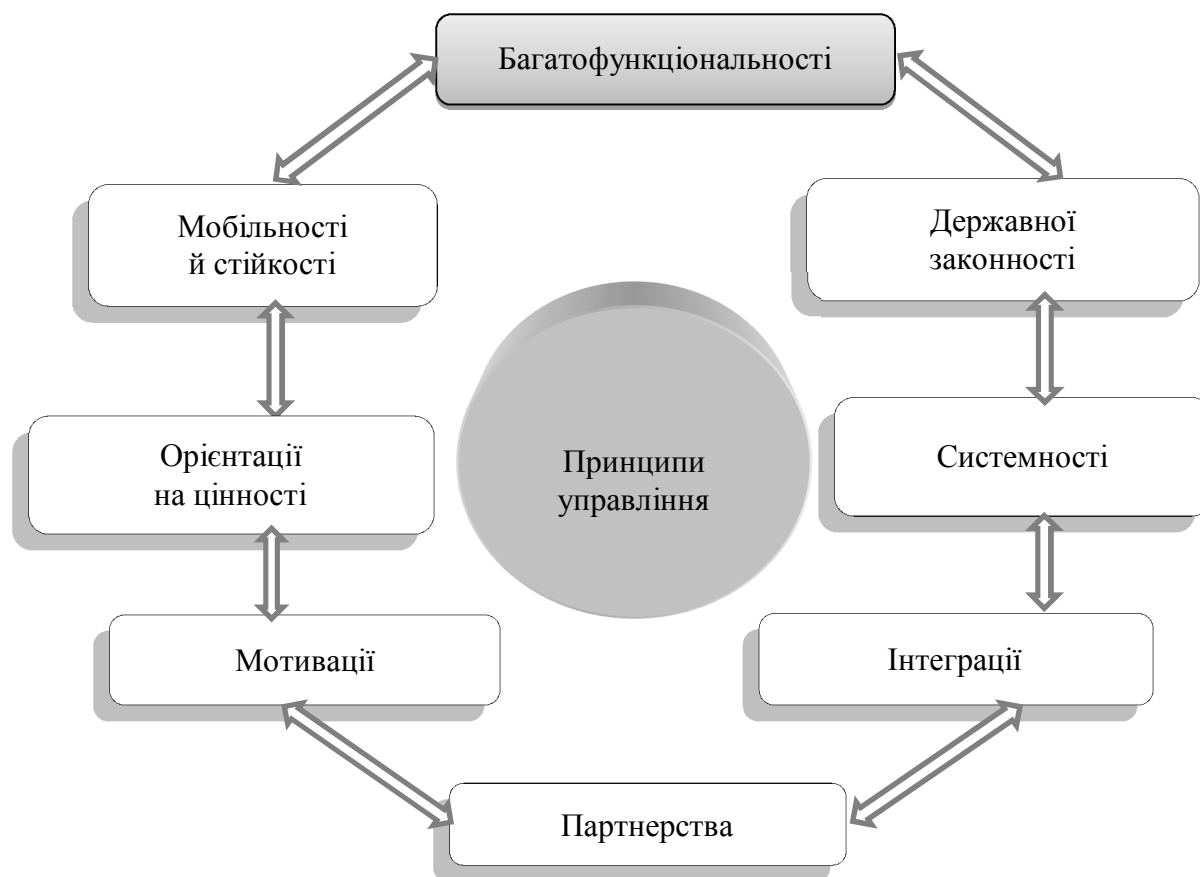 Багатофункціональності
Мобільності
й стійкості
Державної
законності
Орієнтації
на цінності
Принципи
управління
Системності
Мотивації
Інтеграції
Партнерства